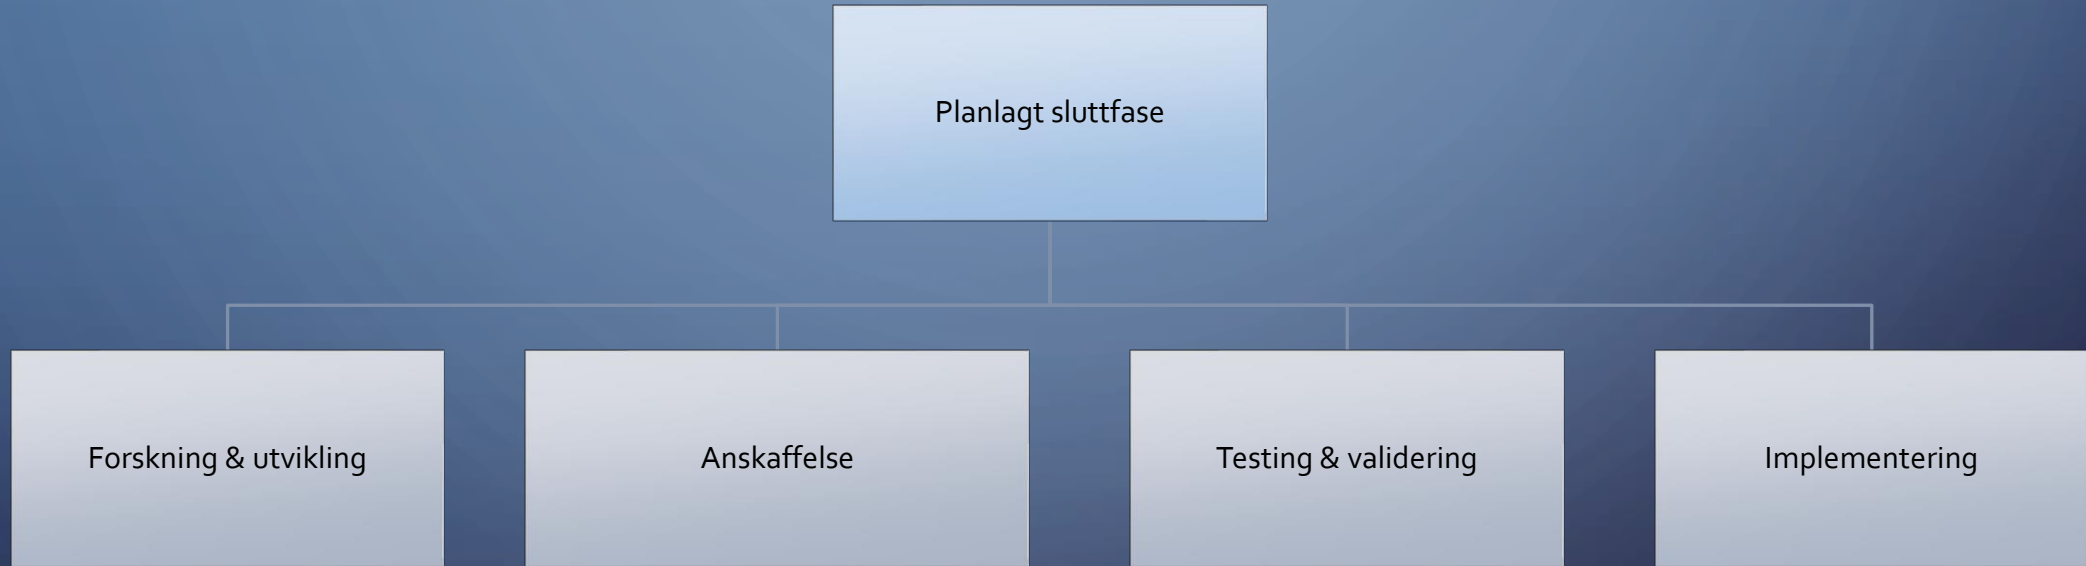 Planlagt sluttfase
Forskning & utvikling
Anskaffelse
Testing & validering
Implementering